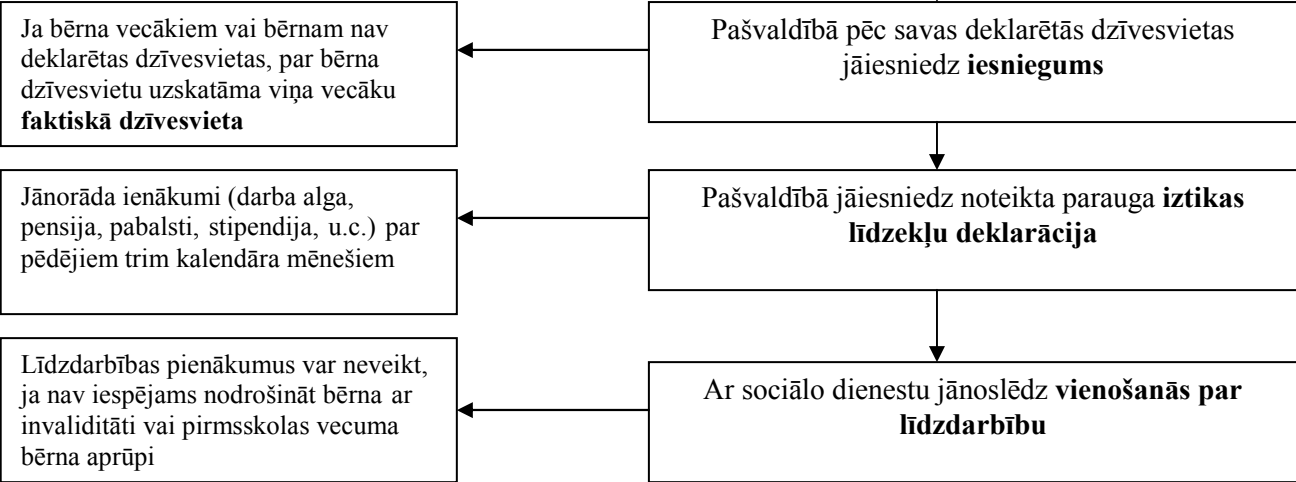 Ja bērna vecākiem vai bērnam nav
deklarētas dzīvesvietas, par bērna
dzīvesvietu uzskatāma viņa vecāku
faktiskā dzīvesvieta
Pašvaldībā pēc savas deklarētās dzīvesvietas
jāiesniedz iesniegums
Jānorāda ienākumi (darba alga,
pensija, pabalsti, stipendija, u.c.) par
pēdējiem trim kalendāra mēnešiem
Pašvaldībā jāiesniedz noteikta parauga iztikas
līdzekļu deklarācija
Līdzdarbības pienākumus var neveikt,
ja nav iespējams nodrošināt bērna ar
invaliditāti vai pirmsskolas vecuma
bērna aprūpi
Ar sociālo dienestu jānoslēdz vienošanās par
līdzdarbību